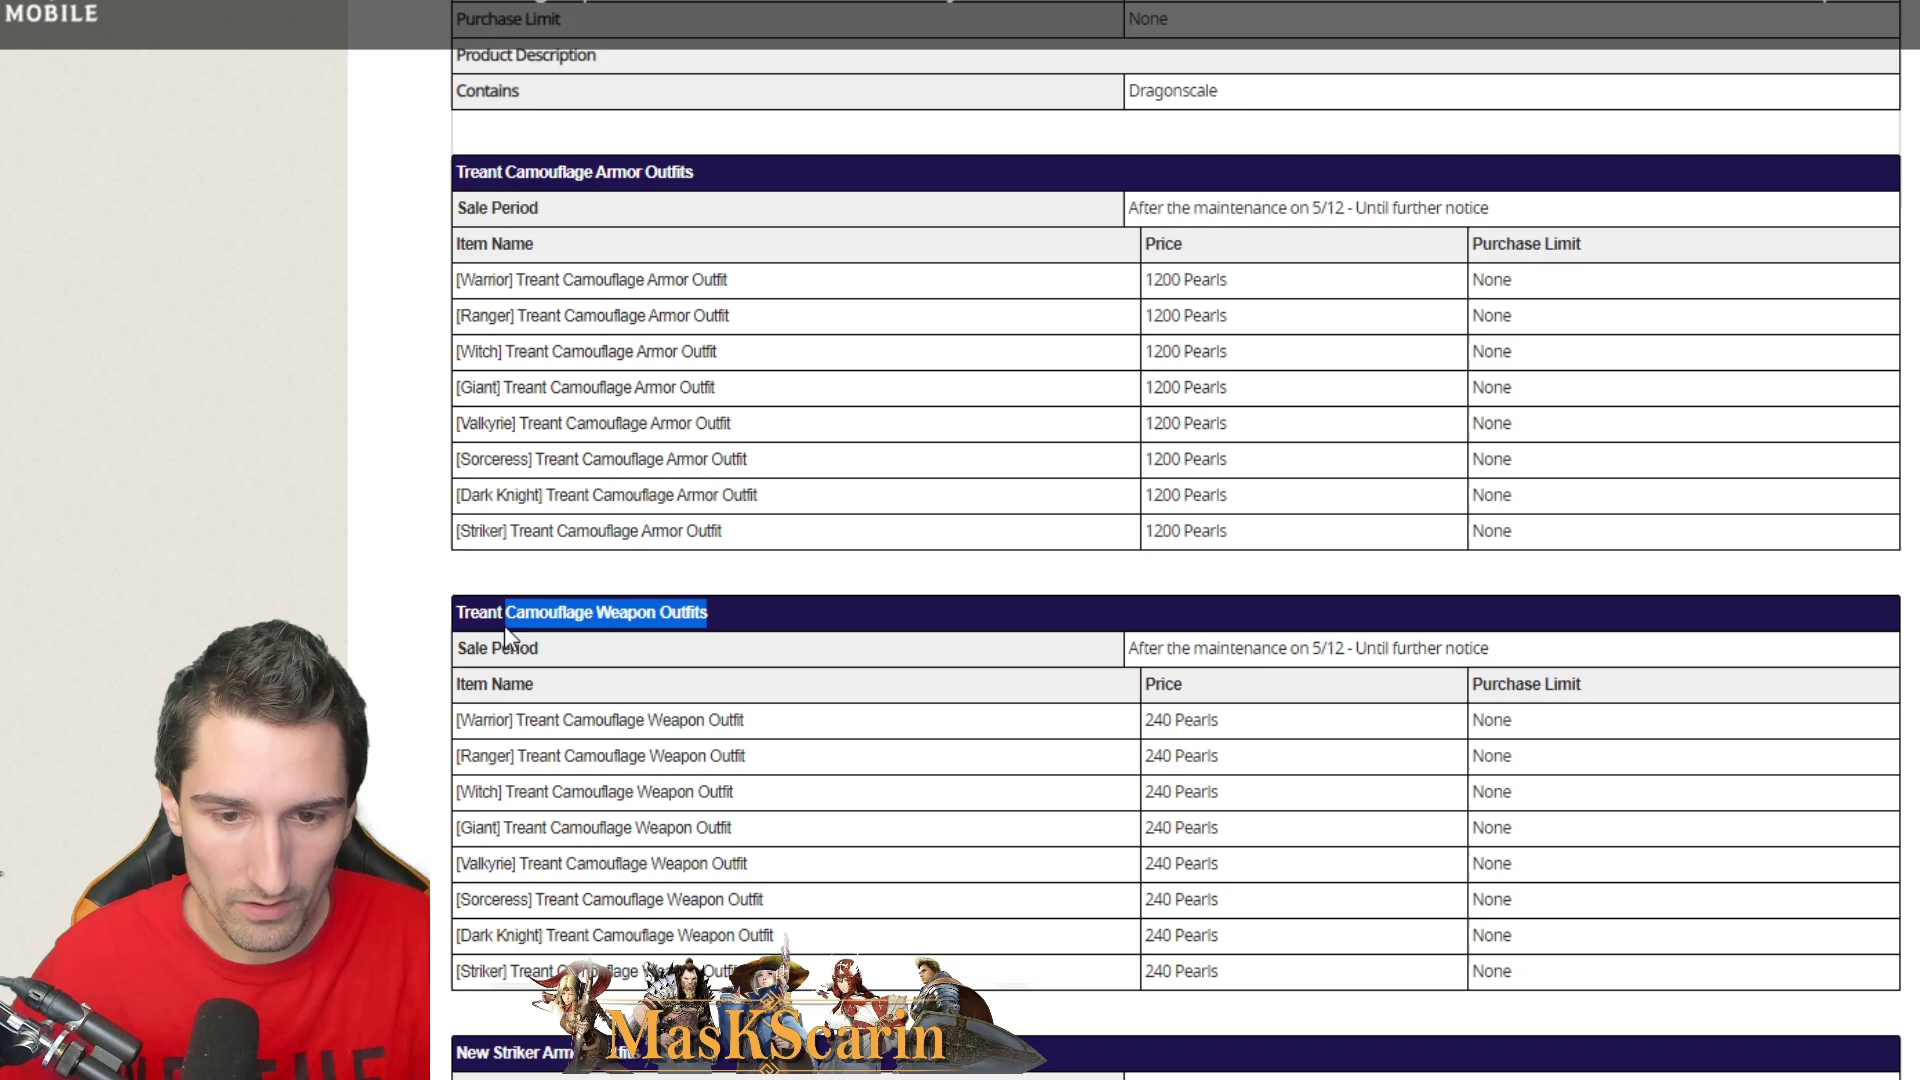 MOBILE
Purchase Limit None
Product Description
Contains Dragonscale
Treant Camouflage Armor Outfits
Sale Period After the maintenance on 5/12 - Until further notice
Item Name Price Purchase Limit
[Warrior] Treant Camouflage Armor Outfit 1200 Pearls None
[Ranger] Treant Camouflage Armor Outfit 1200 Pearls None
[Witch] Treant Camouflage Armor Outfit 1200 Pearls None
[Giant] Treant Camouflage Armor Outfit 1200 Pearls None
[Valkyrie] Treant Camouflage Armor Outfit 1200 Pearls None
[Sorceress] Treant Camouflage Armor Outfit 1200 Pearls None
[Dark Knight] Treant Camouflage Armor Outfit 1200 Pearls None
[Striker] Treant Camouflage Armor Outfit 1200 Pearls None
Treant Camouflage Weapon Outfits
Sale Period After the maintenance on 5/12 - Until further notice
Item Name Price Purchase Limit
[Warrior] Treant Camouflage Weapon Outfit 240 Pearls None
[Ranger] Treant Camouflage Weapon Outfit 240 Pearls None
[Witch] Treant Camouflage Weapon Outfit 240 Pearls None
[Giant] Treant Camouflage Weapon Outfit 240 Pearls None
[Valkyrie] Treant Camouflage Weapon Outfit 240 Pearls None
[Sorceress] Treant Camouflage Weapon Outfit 240 Pearls None
[Dark Knight] Treant Camouflage Weapon Outfit 240 Pearls None
[Striker] Treant 240 Pearls None
MasKScarin
New Striker